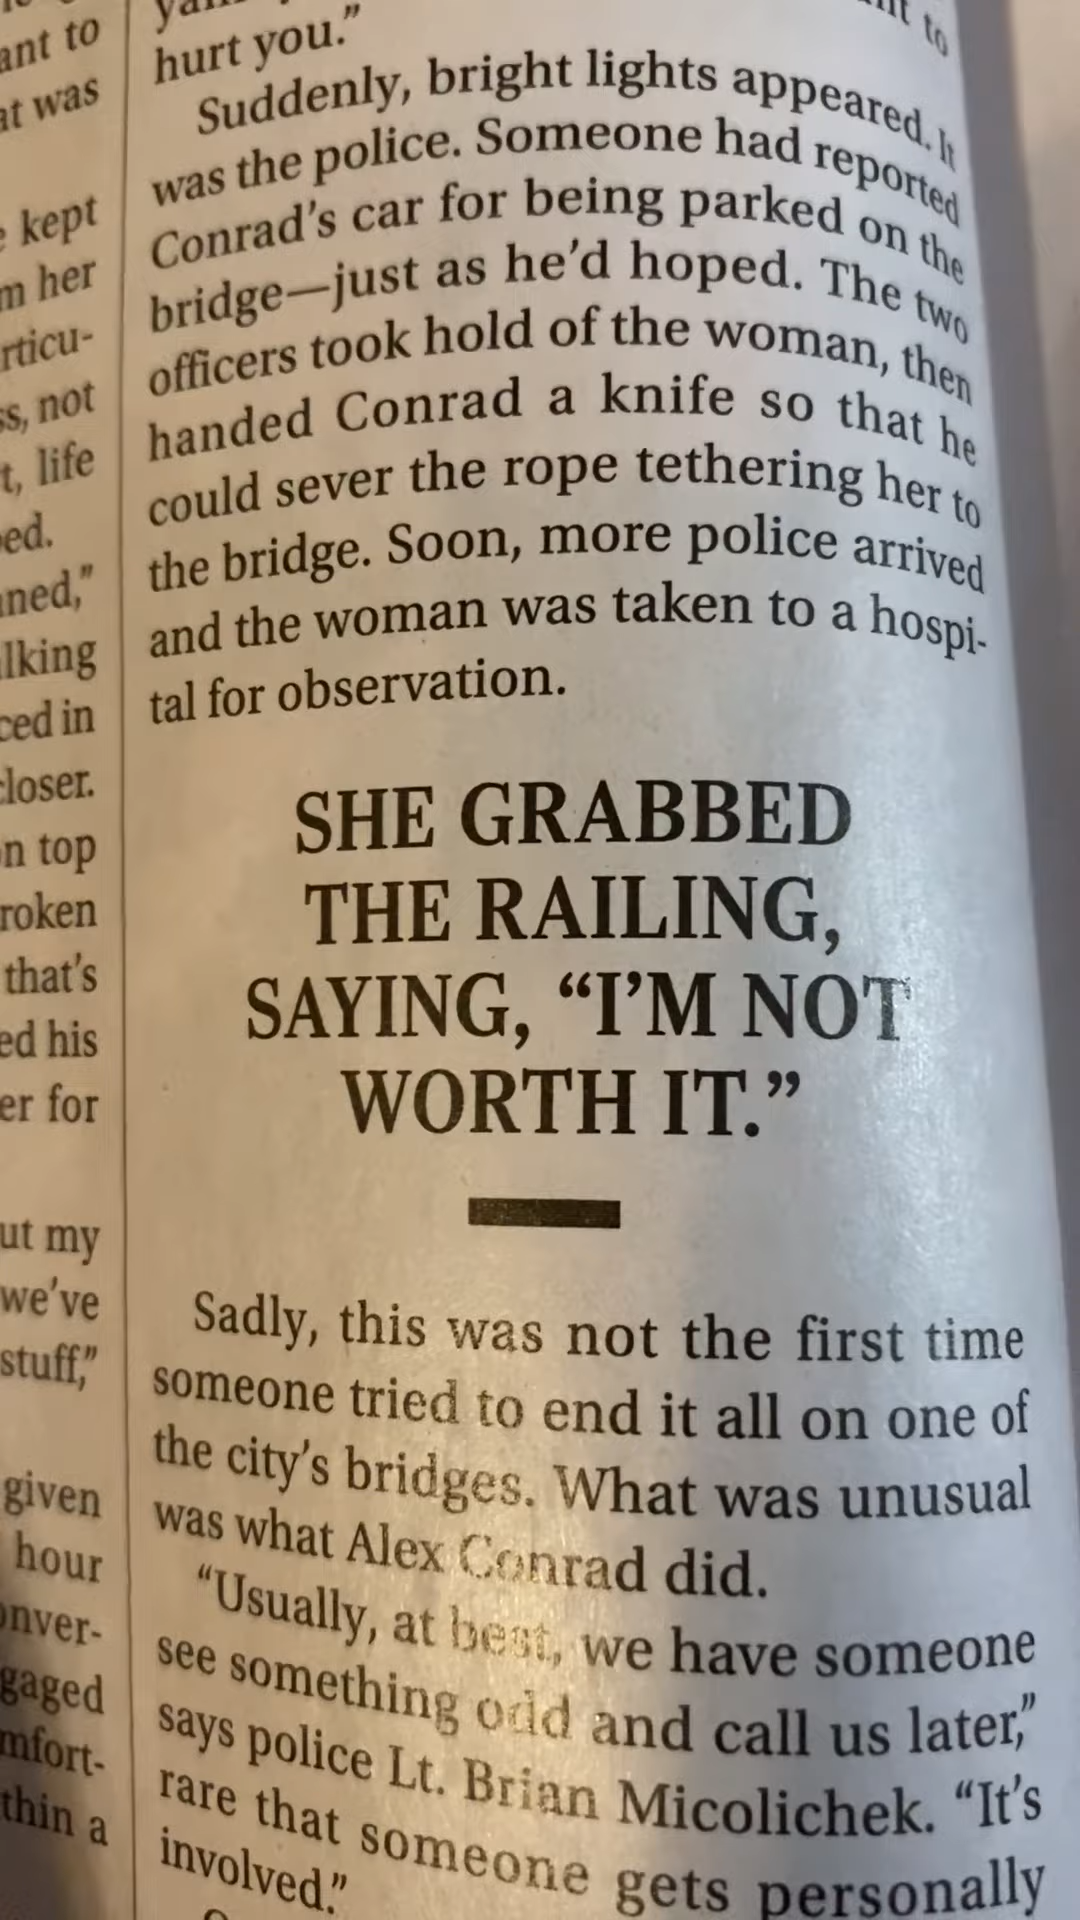 ant to
at was
kept
m her
rticu-
ss, not
t, life
ed.
ned,”
lking
ced in
closer.
n top
roken
that’s
ed his
er for
ut my
we’ve
stuff,”
given
hour
onver-
gaged
mfort-
thin a
hurt you.”
Suddenly, bright lights appeared. It
was the police. Someone had reported
Conrad’s car for being parked on the
bridge—just as he’d hoped. The two
officers took hold of the woman, then
handed Conrad a knife so that he
could sever the rope tethering her to
the bridge. Soon, more police arrived
and the woman was taken to a hospi-
tal for observation.
SHE GRABBED
THE RAILING,
SAYING, “I’M NOT
WORTH IT.”
Sadly, this was not the first time
someone tried to end it all on one of
the city’s bridges. What was unusual
was what Alex Conrad did.
“Usually, at best, we have someone
see something odd and call us later,”
says police Lt. Brian Micolichek. “It’s
rare that someone gets personally
involved.”